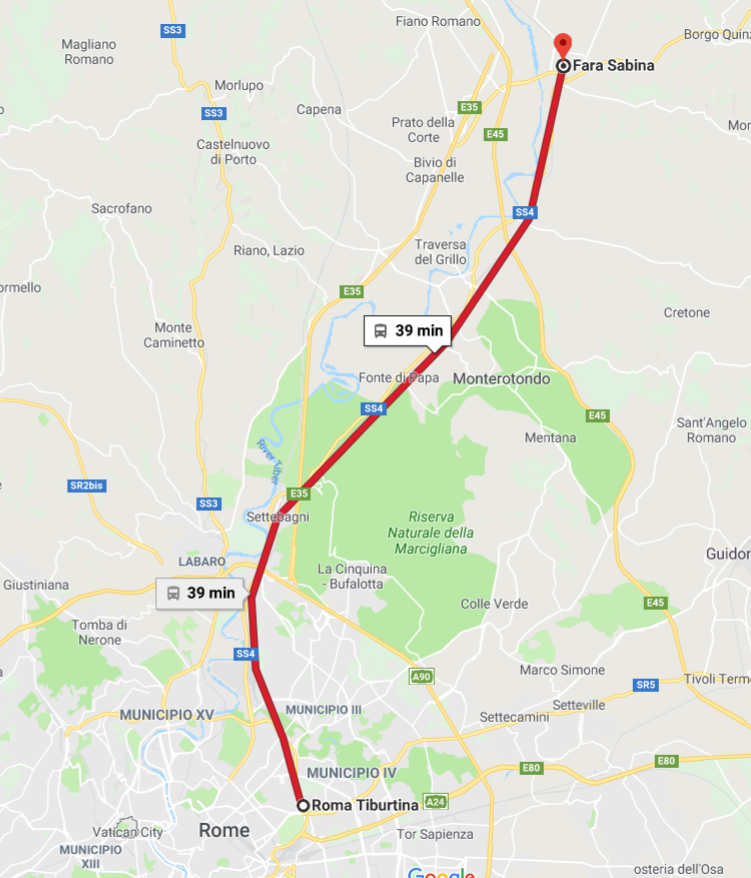 Fiano Romano
SS3
Borgo Quinz
Magliano
Romano
Fara Sabina
Morlupo
E35
Capena
SS3
Prato della
Corte
E45
Mor
Castelnuovo
di Porto
Bivio di
Capanelle
Sacrofano
SS4
Riano, Lazio
Traversa
del Grillo
ormello
E35
Cretone
Monte
Caminetto
39 min
Fonte di Papa
Monterotondo
SS4
E45
Sant'Angelo
Romano
Mentana
River Tiber
SR2bis
E35
SS3
Settebagni
Riserva
Naturale della
Marcigliana
Guidon
LABARO
La Cinquina
- Bufalotta
Giustiniana
39 min
Colle Verde
E45
Tomba di
Nerone
SS4
Marco Simone
A90
SR5
Tivoli Term
MUNICIPIO XV
MUNICIPIO III
Setteville
Settecamini
E80
E80
MUNICIPIO IV
Roma Tiburtina
A24
Vatican City
Rome
Tor Sapienza
MUNICIPIO
XIII
Google
osteria dell'Osa